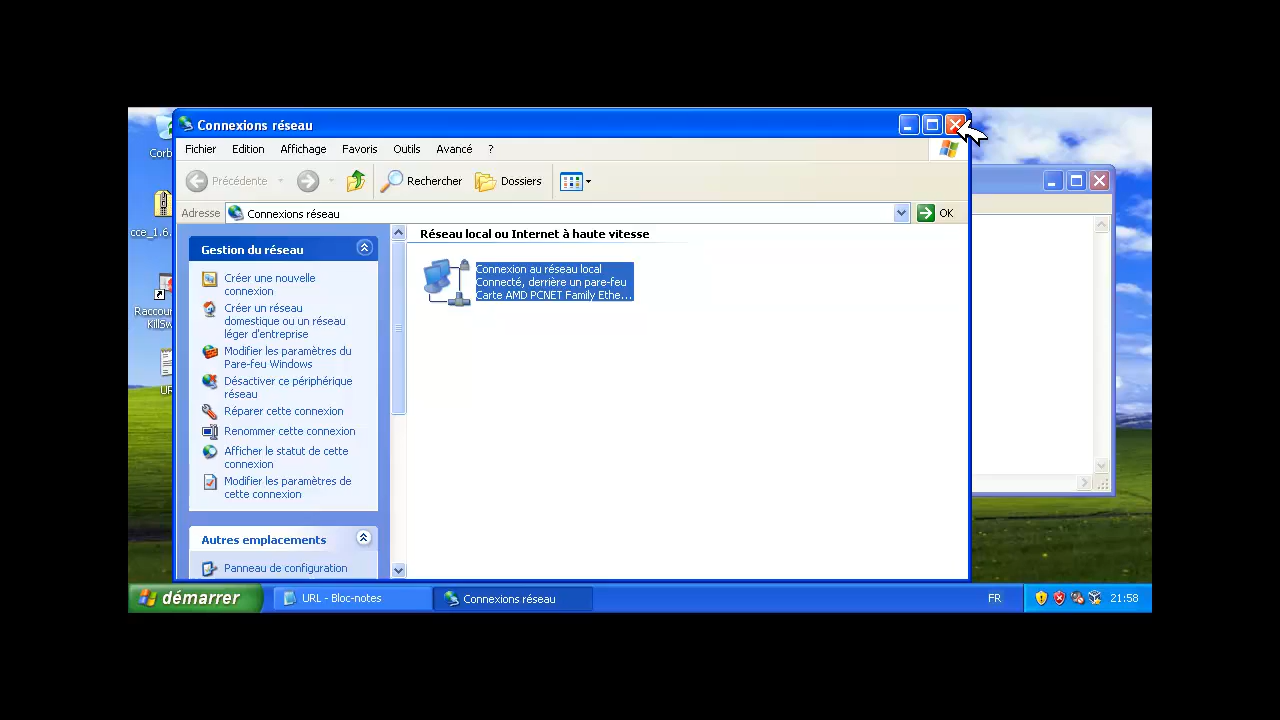 Connexions réseau
Fichier Edition Affichage Favoris Outils Avancé ?
Précédente Rechercher Dossiers
Adresse Connexions réseau OK
Corb
cce_1.6.
Raccou
KillSW
UR
Gestion du réseau
Créer une nouvelle
connexion
Créer un réseau
domestique ou un réseau
léger d'entreprise
Modifier les paramètres du
Pare-feu Windows
Désactiver ce périphérique
réseau
Réparer cette connexion
Renommer cette connexion
Afficher le statut de cette
connexion
Modifier les paramètres de
cette connexion
Autres emplacements
Panneau de configuration
Réseau local ou Internet à haute vitesse
Connexion au réseau local
Connecté, derrière un pare-feu
Carte AMD PCNET Family Ethe...
démarrer URL - Bloc-notes Connexions réseau FR 21:58